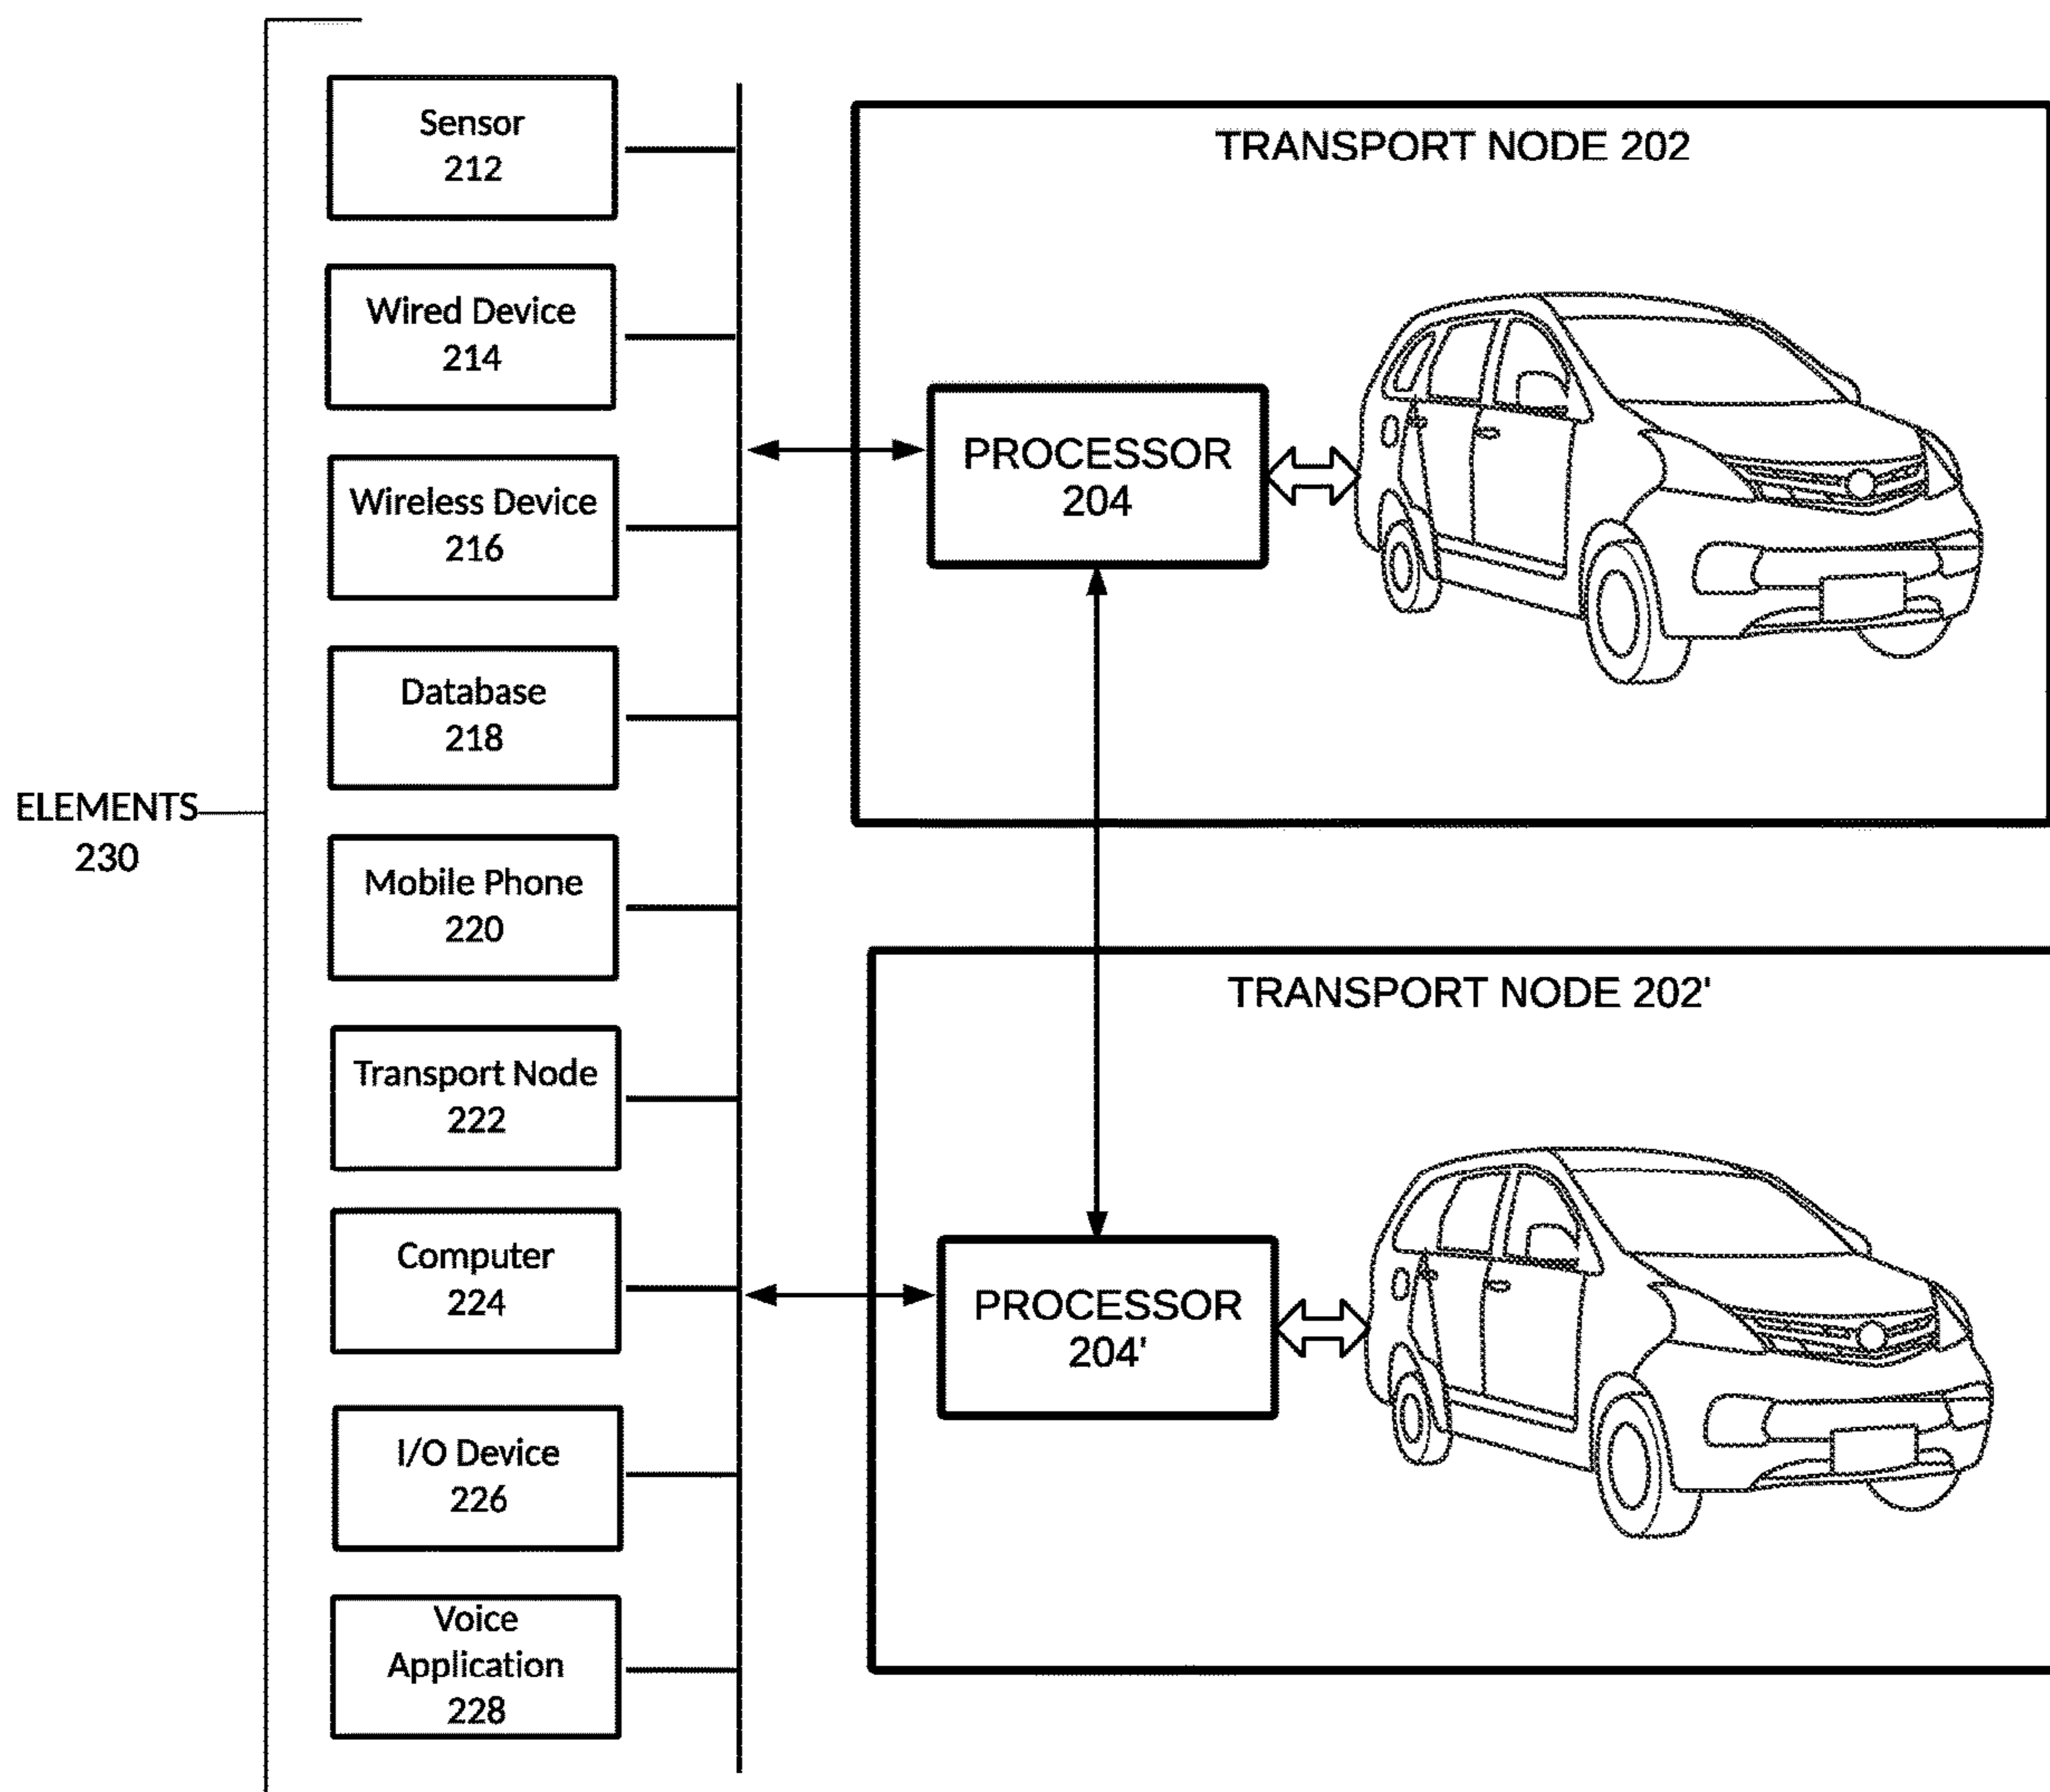 ELEMENTS
230
Sensor
212
Wired Device
214
Wireless Device
216
Database
218
Mobile Phone
220
Transport Node
222
Computer
224
I/O Device
226
Voice
Application
228
TRANSPORT NODE 202
PROCESSOR
204
TRANSPORT NODE 202'
PROCESSOR
204'